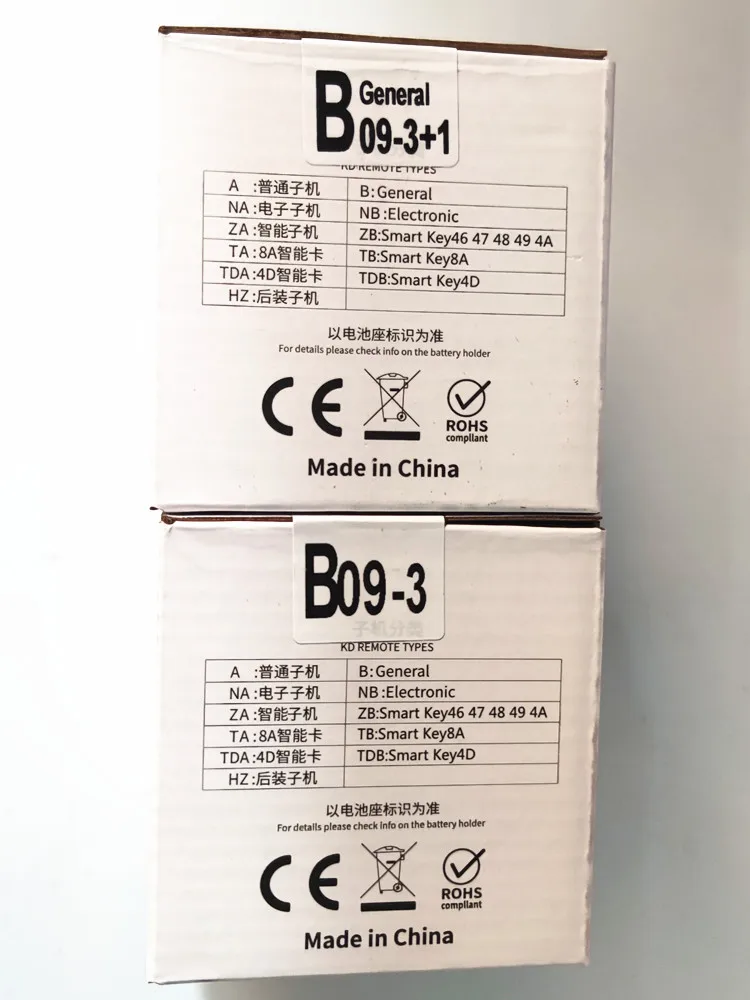 B General
09-3+1
KD REMOTE TYPES
A :普通子机 B:General
NA:电子子机 NB:Electronic
ZA:智能子机 ZB:Smart Key46 47 48 49 4A
TA:8A智能卡 TB:Smart Key8A
TDA:4D智能卡 TDB:Smart Key4D
HZ:后装子机
以电池座标识为准
For details please check info on the battery holder
CE
ROHS
compliant
Made in China
B09-3
子机分类
KD REMOTE TYPES
A :普通子机 B:General
NA:电子子机 NB:Electronic
ZA:智能子机 ZB:Smart Key46 47 48 49 4A
TA:8A智能卡 TB:Smart Key8A
TDA:4D智能卡 TDB:Smart Key4D
HZ:后装子机
以电池座标识为准
For details please check info on the battery holder
CE
ROHS
compliant
Made in China